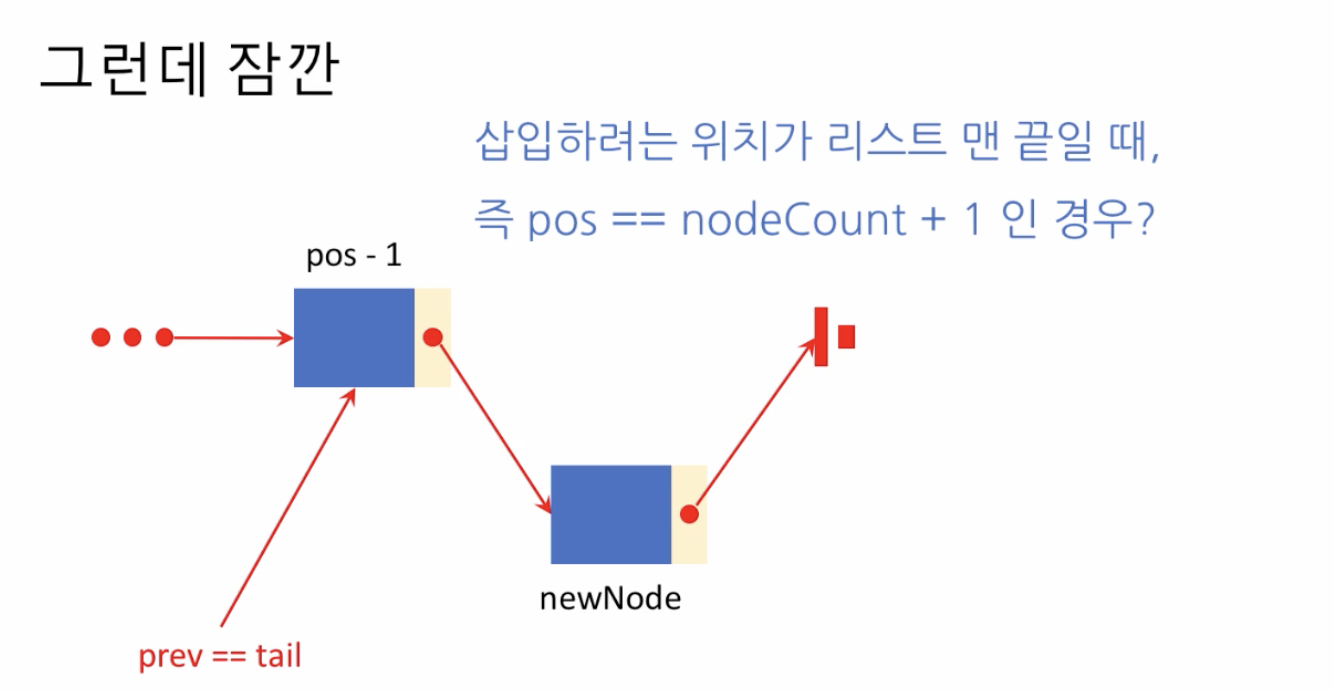 그런데 잠깐
삽입하려는 위치가 리스트 맨 끝일 때,
즉 pos == nodeCount + 1 인 경우?
pos - 1
newNode
prev == tail